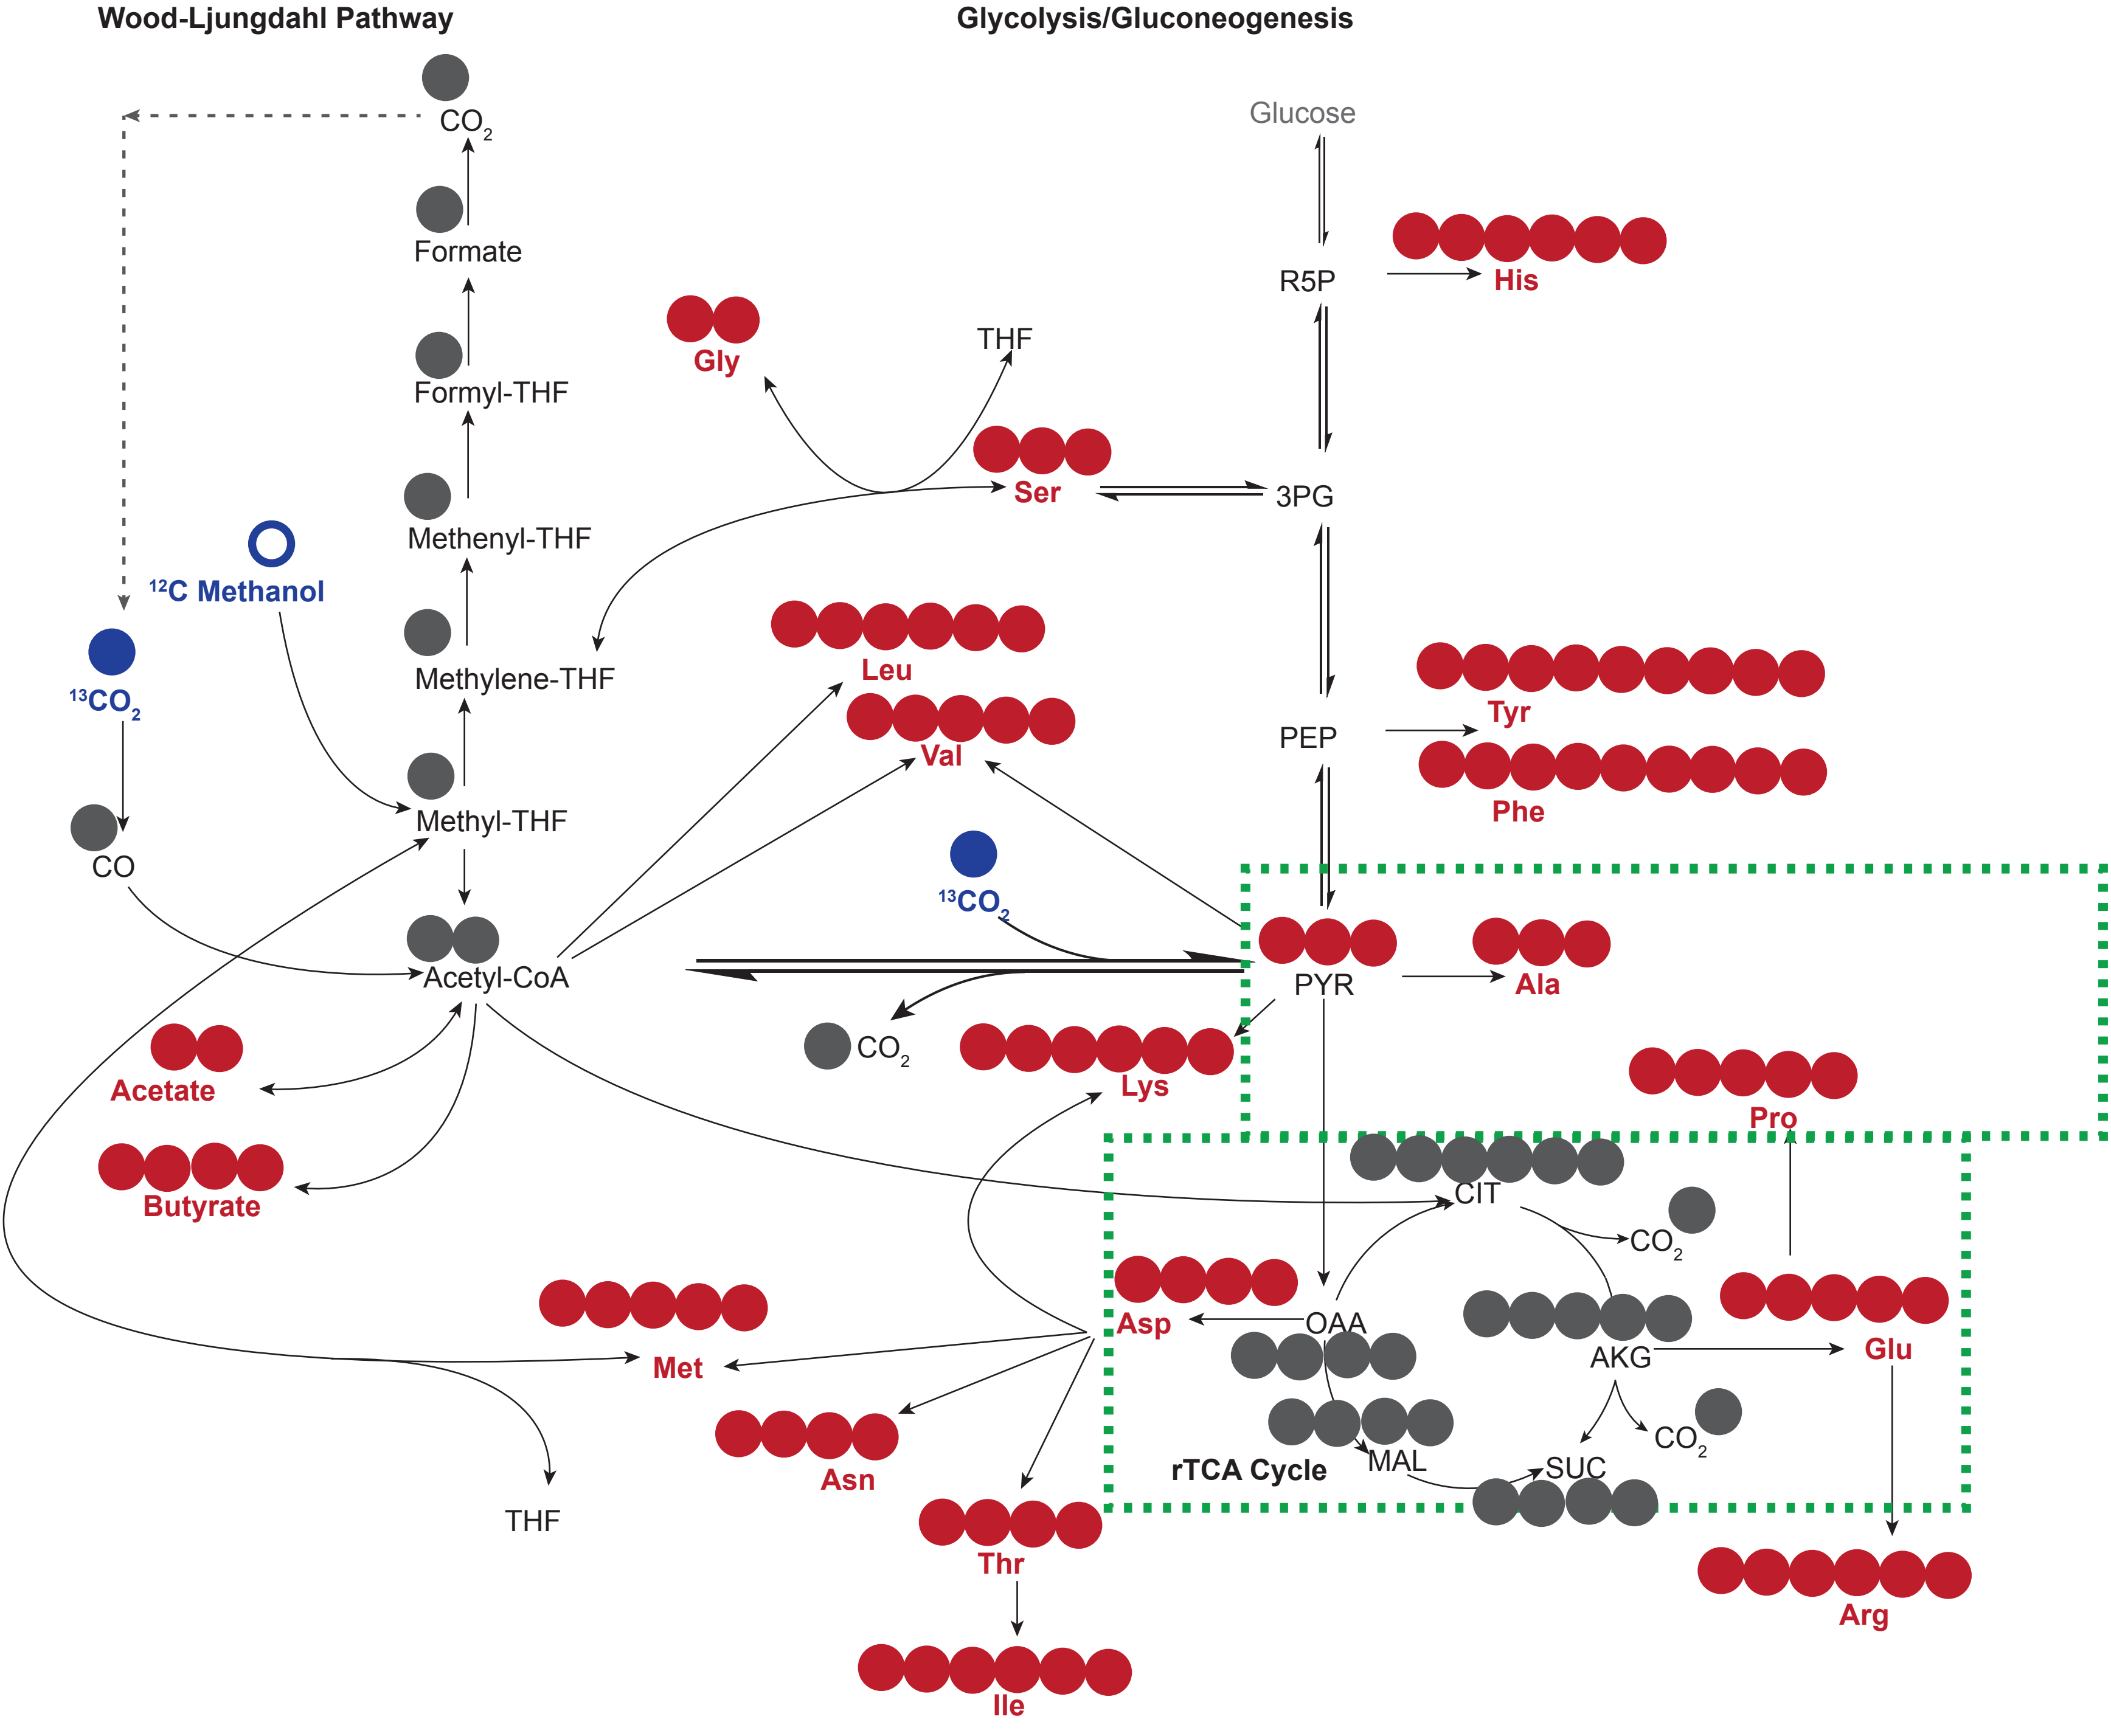 Wood-Ljungdahl Pathway
Glycolysis/Gluconeogenesis
CO2
Glucose
Formate
R5P
His
Gly
THF
Formyl-THF
Ser
3PG
Methenyl-THF
12C Methanol
Methylene-THF
Leu
13CO2
Tyr
Val
PEP
Phe
Methyl-THF
CO
13CO2
Acetyl-CoA
PYR
Ala
CO2
Lys
Acetate
Pro
Butyrate
CIT
CO2
Asp
OAA
AKG
Glu
Met
CO2
Asn
rTCA Cycle
MAL
SUC
THF
Thr
Arg
Ile